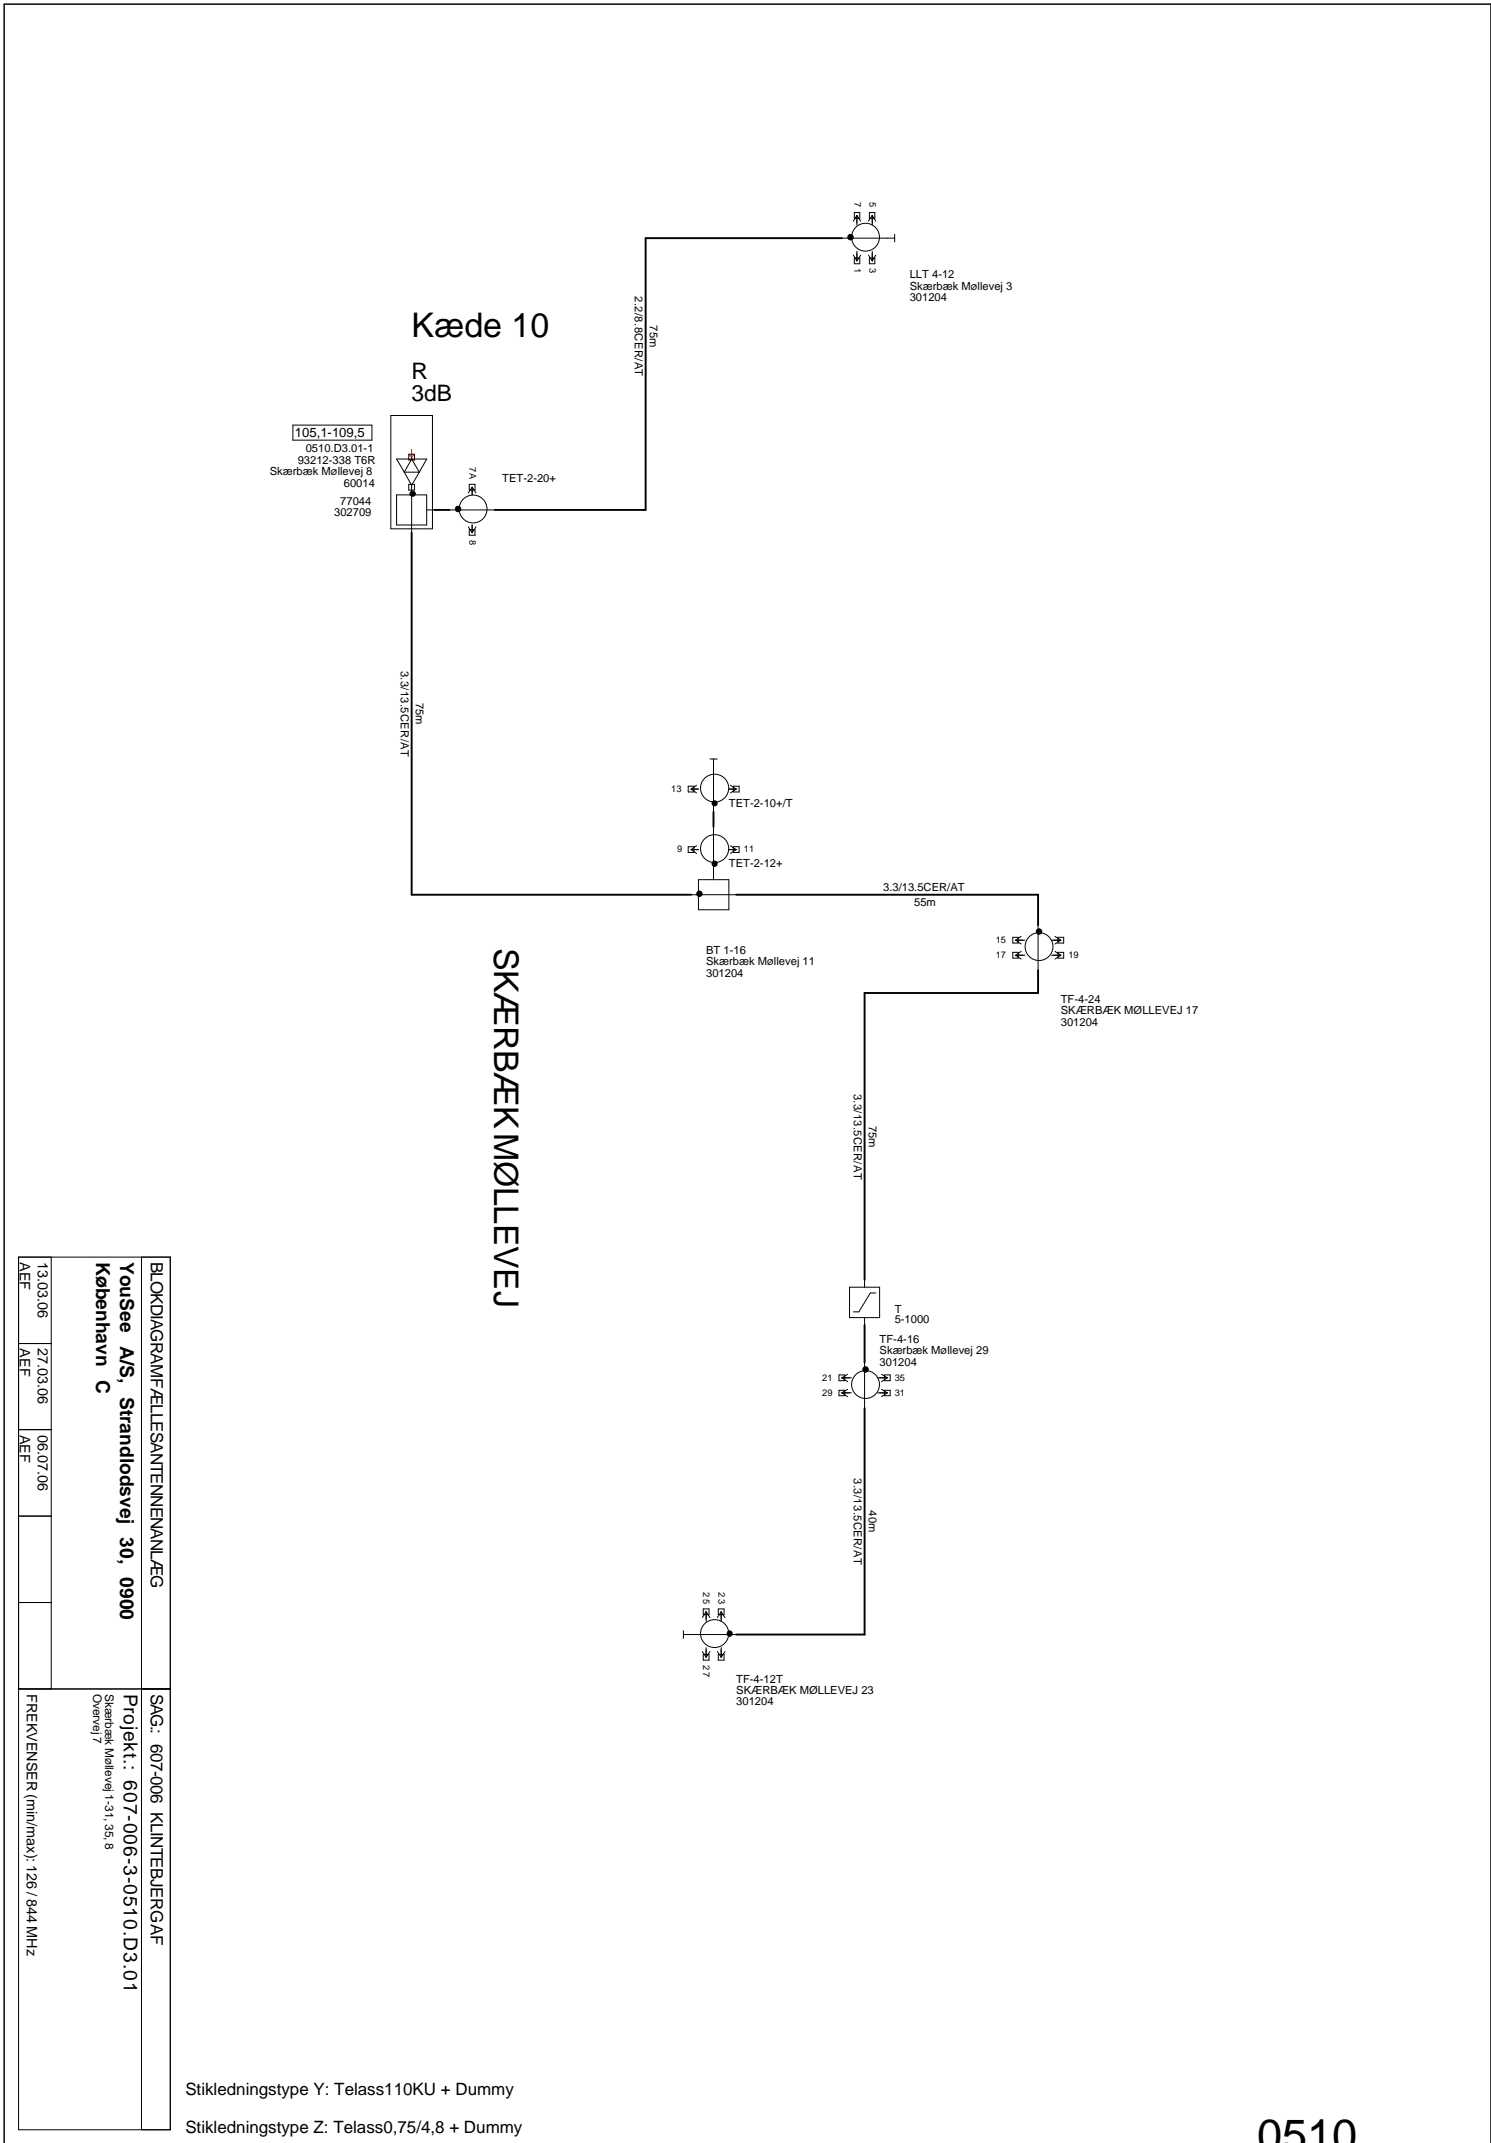 7
5
1
3
LLT 4-12
Skærbæk Møllevej 3
301204
75m
2.2/8.8CER/AT
Kæde 10
R
3dB
105,1-109,5
0510.D3.01-1
93212-338 T6R
Skærbæk Møllevej 8
60014
77044
302709
7A
8
TET-2-20+
75m
3.3/13.5CER/AT
13
TET-2-10+/T
9
11
TET-2-12+
3.3/13.5CER/AT
55m
BT 1-16
Skærbæk Møllevej 11
301204
15
17
19
TF-4-24
SKÆRBÆK MØLLEVEJ 17
301204
SKÆRBÆK MØLLEVEJ
75m
3.3/13.5CER/AT
T
5-1000
TF-4-16
Skærbæk Møllevej 29
301204
21
35
29
31
40m
3.3/13.5CER/AT
25
23
27
TF-4-12T
SKÆRBÆK MØLLEVEJ 23
301204
BLOKDIAGRAM FÆLLESANTENNENANLÆG
YouSee A/S, Strandlodsvej 30, 0900
København C
13.03.06
AEF
27.03.06
AEF
06.07.06
AEF
SAG.: 607-006 KLINTEBJERG AF
Projekt.: 607-006-3-0510.D3.01
Skærbæk Møllevej 1-31, 35, 8
Overvej 7
FREKVENSER (min/max): 126 / 844 MHz
Stikledningstype Y: Telass110KU + Dummy
Stikledningstype Z: Telass0,75/4,8 + Dummy
0510